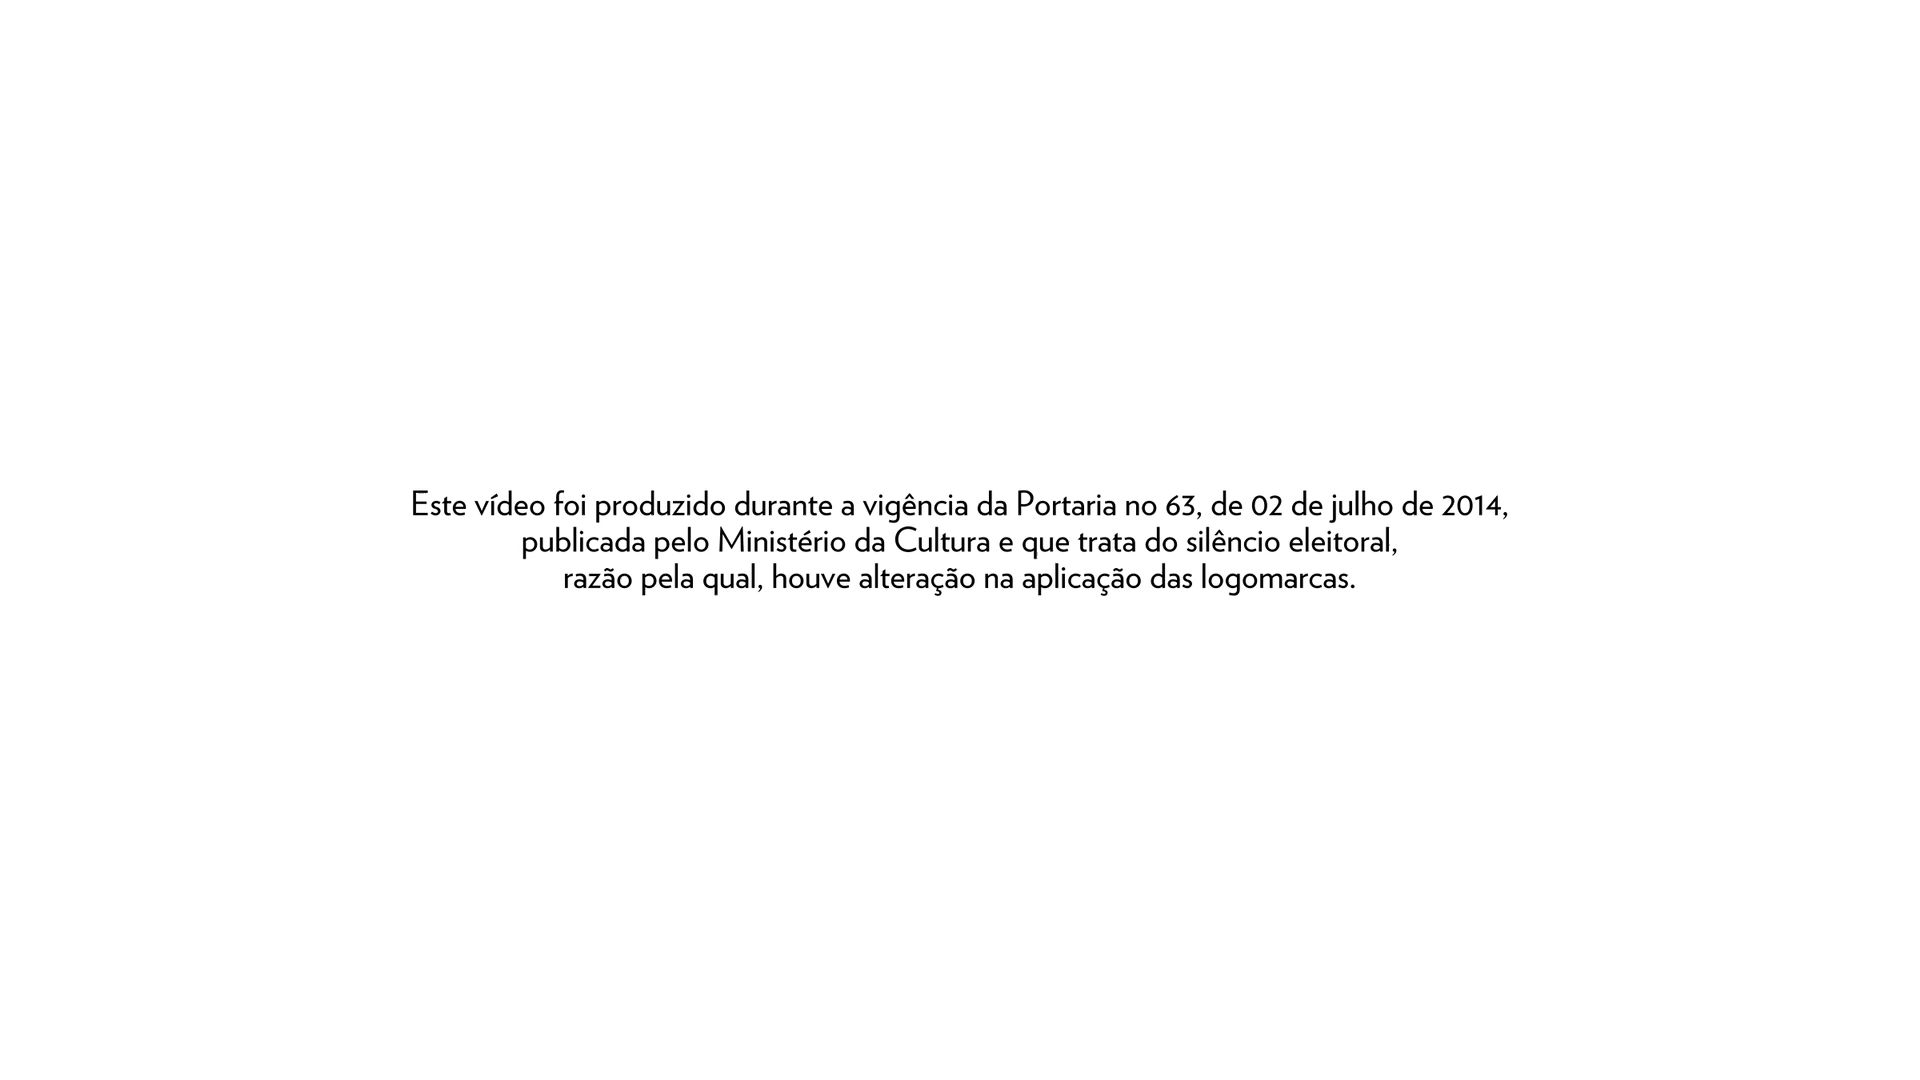 Este vídeo foi produzido durante a vigência da Portaria no 63, de 02 de julho de 2014,
publicada pelo Ministério da Cultura e que trata do silêncio eleitoral,
razão pela qual, houve alteração na aplicação das logomarcas.